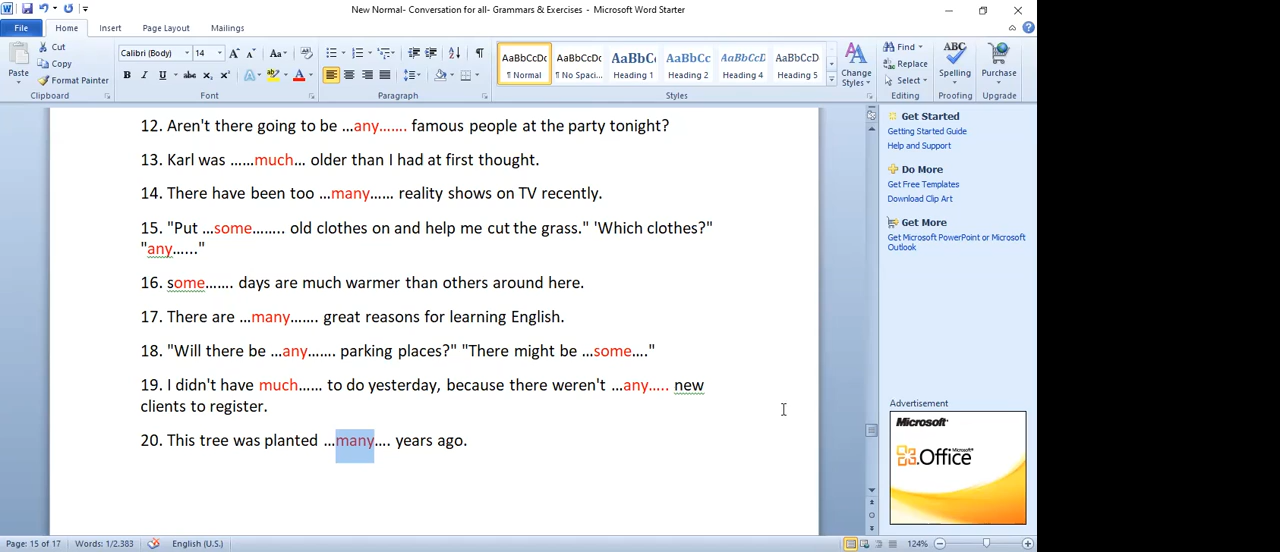 New Normal- Conversation for all- Grammars & Exercises - Microsoft Word Starter
File Home Insert Page Layout Mailings
Paste
Cut
Copy
Format Painter
Clipboard
Calibri (Body) 14
Font
Paragraph
AaBbCcDc AaBbCcDc AaBbCc AaBbCc AaBbCcDc AaBbCcDc
¶ Normal ¶ No Spaci... Heading 1 Heading 2 Heading 4 Heading 5
Change Styles
Styles
Find
Replace
Select
Editing
Spelling
Proofing
Purchase
Upgrade
12. Aren't there going to be …any……. famous people at the party tonight?
13. Karl was ……much… older than I had at first thought.
14. There have been too …many…… reality shows on TV recently.
15. "Put …some…….. old clothes on and help me cut the grass." 'Which clothes?"
"any……"
16. some……. days are much warmer than others around here.
17. There are …many……. great reasons for learning English.
18. "Will there be …any……. parking places?" "There might be …some…."
19. I didn't have much…… to do yesterday, because there weren't …any….. new
clients to register.
20. This tree was planted …many…. years ago.
Get Started
Getting Started Guide
Help and Support
Do More
Get Free Templates
Download Clip Art
Get More
Get Microsoft PowerPoint or Microsoft
Outlook
Advertisement
Microsoft
Microsoft
Office
Page: 15 of 17 Words: 1/2.383 English (U.S.) 124%